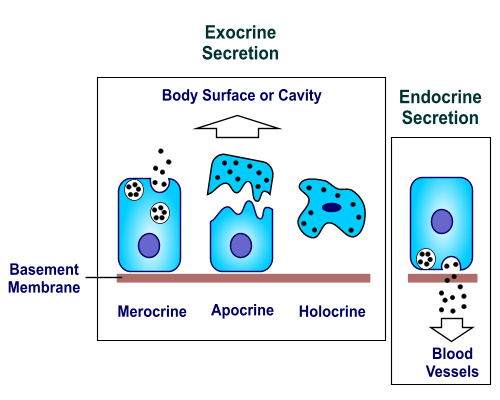 Exocrine
Secretion
Body Surface or Cavity
Endocrine
Secretion
Basement
Membrane
Merocrine
Apocrine
Holocrine
Blood
Vessels